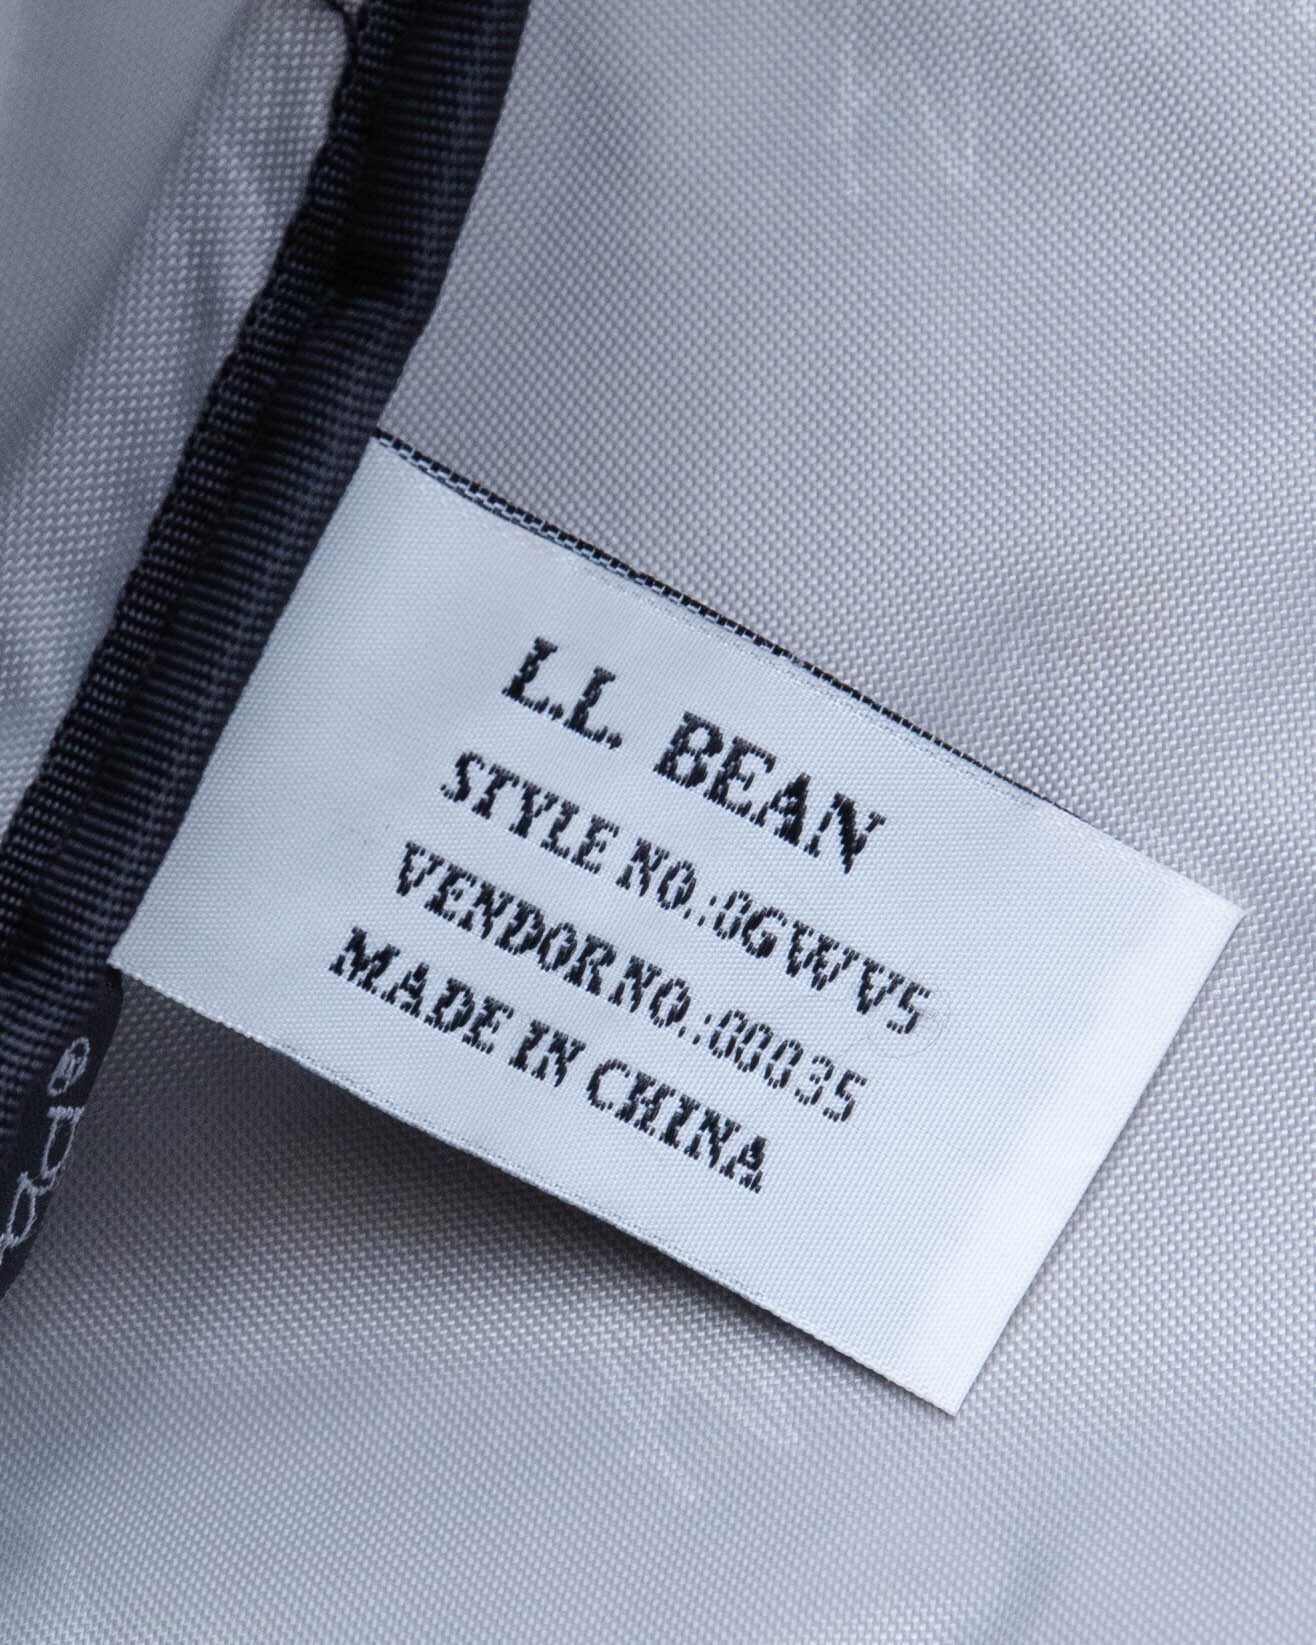 L.L. BEAN
STYLE NO.:0GWV5
VENDOR NO.:00035
MADE IN CHINA
®